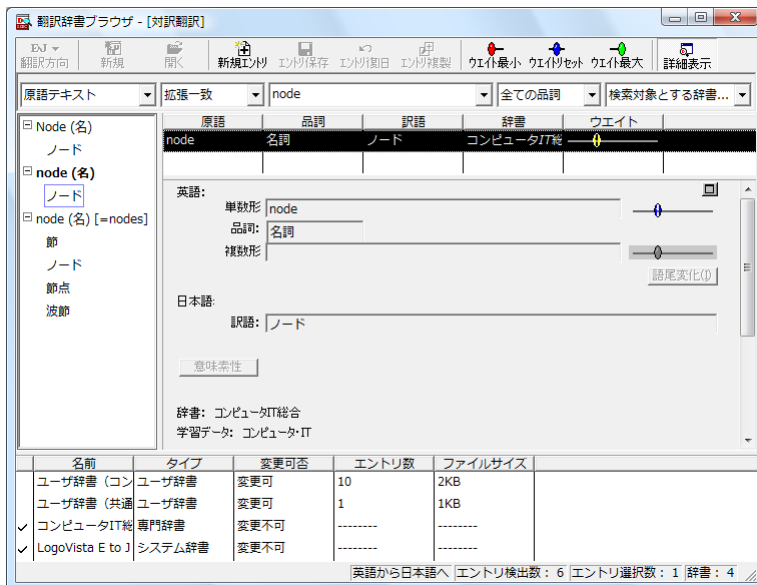 翻訳辞書ブラウザ - [対訳翻訳]
EJ
翻訳方向 新規 開く 新規エントリ エントリ保存 エントリ復旧 エントリ複製 ウエイト最小 ウエイトリセット ウエイト最大 詳細表示
原語テキスト 拡張一致 node 全ての品詞 検索対象とする辞書...
Node (名)
ノード
node (名)
ノード
node (名) [=nodes]
節
ノード
節点
波節
原語 品詞 訳語 辞書 ウエイト
node 名詞 ノード コンピュータIT総
英語:
単数形 node
品詞: 名詞
複数形
語尾変化(I)
日本語:
訳語: ノード
意味素性
辞書: コンピュータIT総合
学習データ: コンピュータ・IT
名前 タイプ 変更可否 エントリ数 ファイルサイズ
ユーザ辞書（コン ユーザ辞書 変更可 10 2KB
ユーザ辞書（共通 ユーザ辞書 変更可 1 1KB
コンピュータIT総 専門辞書 変更不可 -------- --------
LogoVista E to J システム辞書 変更不可 -------- --------
英語から日本語へ エントリ検出数: 6 エントリ選択数: 1 辞書: 4